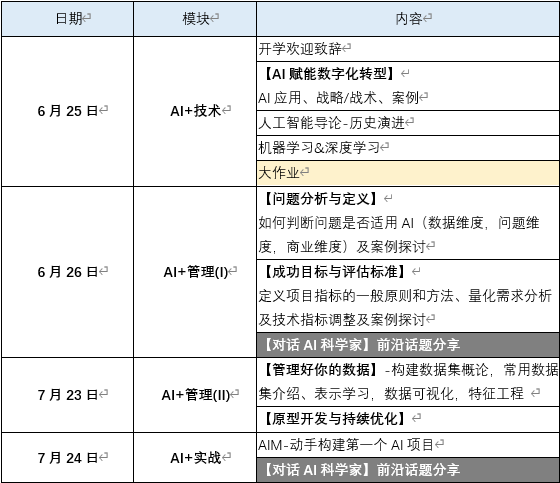 日期 模块 内容
6 月 25 日 AI+技术
开学欢迎致辞
【AI 赋能数字化转型】
AI 应用、战略/战术、案例
人工智能导论-历史演进
机器学习&深度学习
大作业
6 月 26 日 AI+管理(I)
【问题分析与定义】
如何判断问题是否适用 AI（数据维度，问题维
度，商业维度）及案例探讨
【成功目标与评估标准】
定义项目指标的一般原则和方法、量化需求分析
及技术指标调整及案例探讨
【对话 AI 科学家】前沿话题分享
7 月 23 日 AI+管理(II)
【管理好你的数据】-构建数据集概论，常用数据
集介绍、表示学习，数据可视化，特征工程
【原型开发与持续优化】
7 月 24 日 AI+实战
AIM-动手构建第一个 AI 项目
【对话 AI 科学家】前沿话题分享